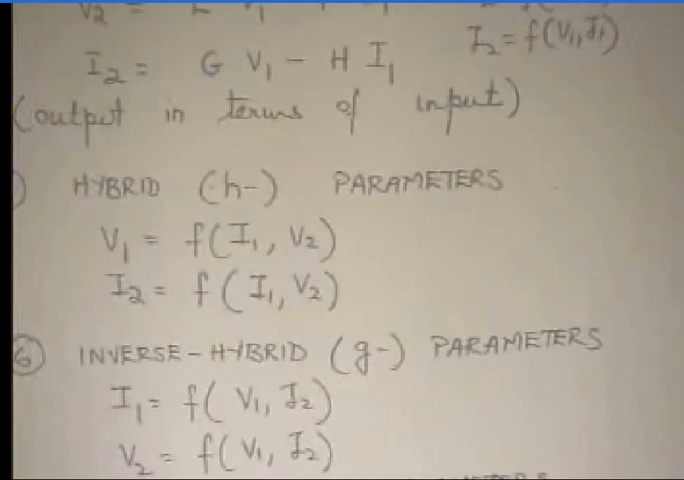 V2 =
I2 = f(V1, I1)
I2 = G V1 - H I1
(output in terms of input)
) HYBRID (h-) PARAMETERS
V1 = f(I1, V2)
I2 = f(I1, V2)
6 INVERSE-HYBRID (g-) PARAMETERS
I1 = f(V1, I2)
V2 = f(V1, I2)